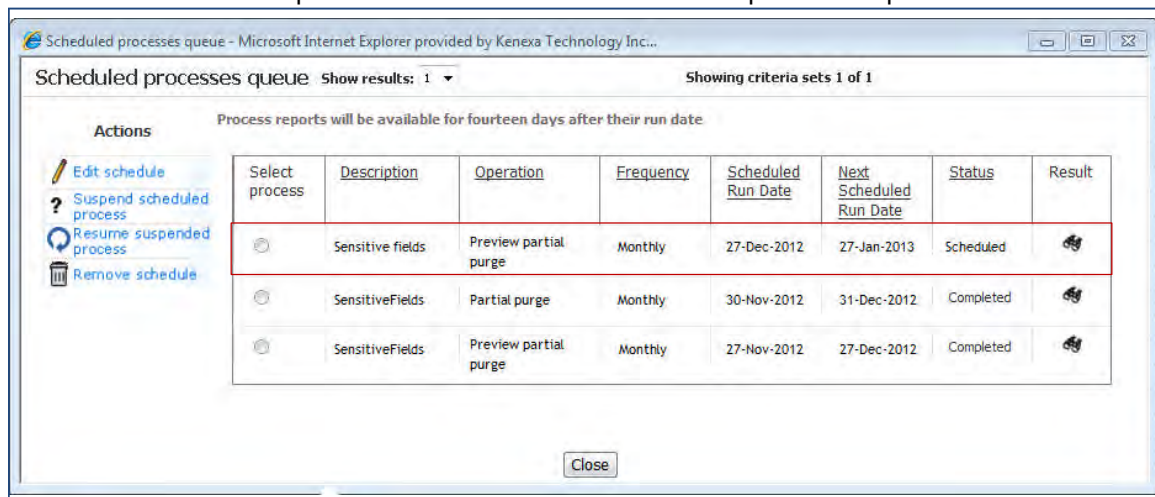 Scheduled processes queue - Microsoft Internet Explorer provided by Kenexa Technology Inc...
Scheduled processes queue Show results: 1 Showing criteria sets 1 of 1
Process reports will be available for fourteen days after their run date
Actions
Edit schedule
Suspend scheduled
process
Resume suspended
process
Remove schedule
Select process Description Operation Frequency Scheduled Run Date Next Scheduled Run Date Status Result
Sensitive fields Preview partial purge Monthly 27-Dec-2012 27-Jan-2013 Scheduled
SensitiveFields Partial purge Monthly 30-Nov-2012 31-Dec-2012 Completed
SensitiveFields Preview partial purge Monthly 27-Nov-2012 27-Dec-2012 Completed
Close